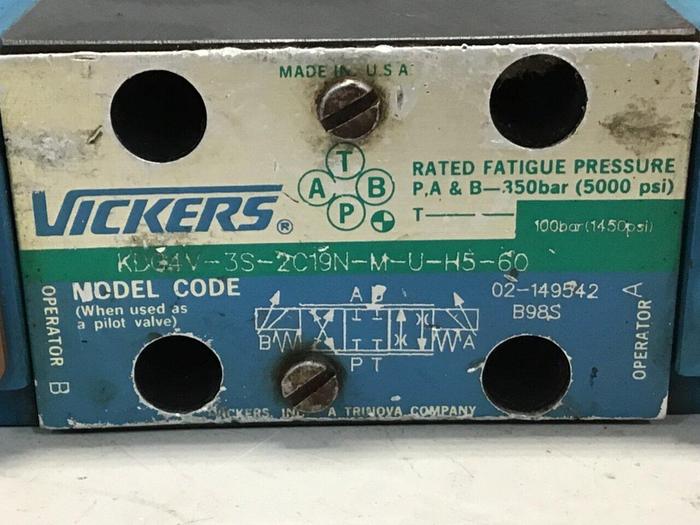 MADE IN U.S.A
T
A B
P
RATED FATIGUE PRESSURE
P,A & B—350bar (5000 psi)
T— —
100bar(1450psi)
VICKERS®
KDG4V-3S-2C19N-M-U-H5-60
MODEL CODE
(When used as
a pilot valve)
OPERATOR B
A B
B A
P T
02-149542
B98S
OPERATOR A
VICKERS, INC. A TRINOVA COMPANY